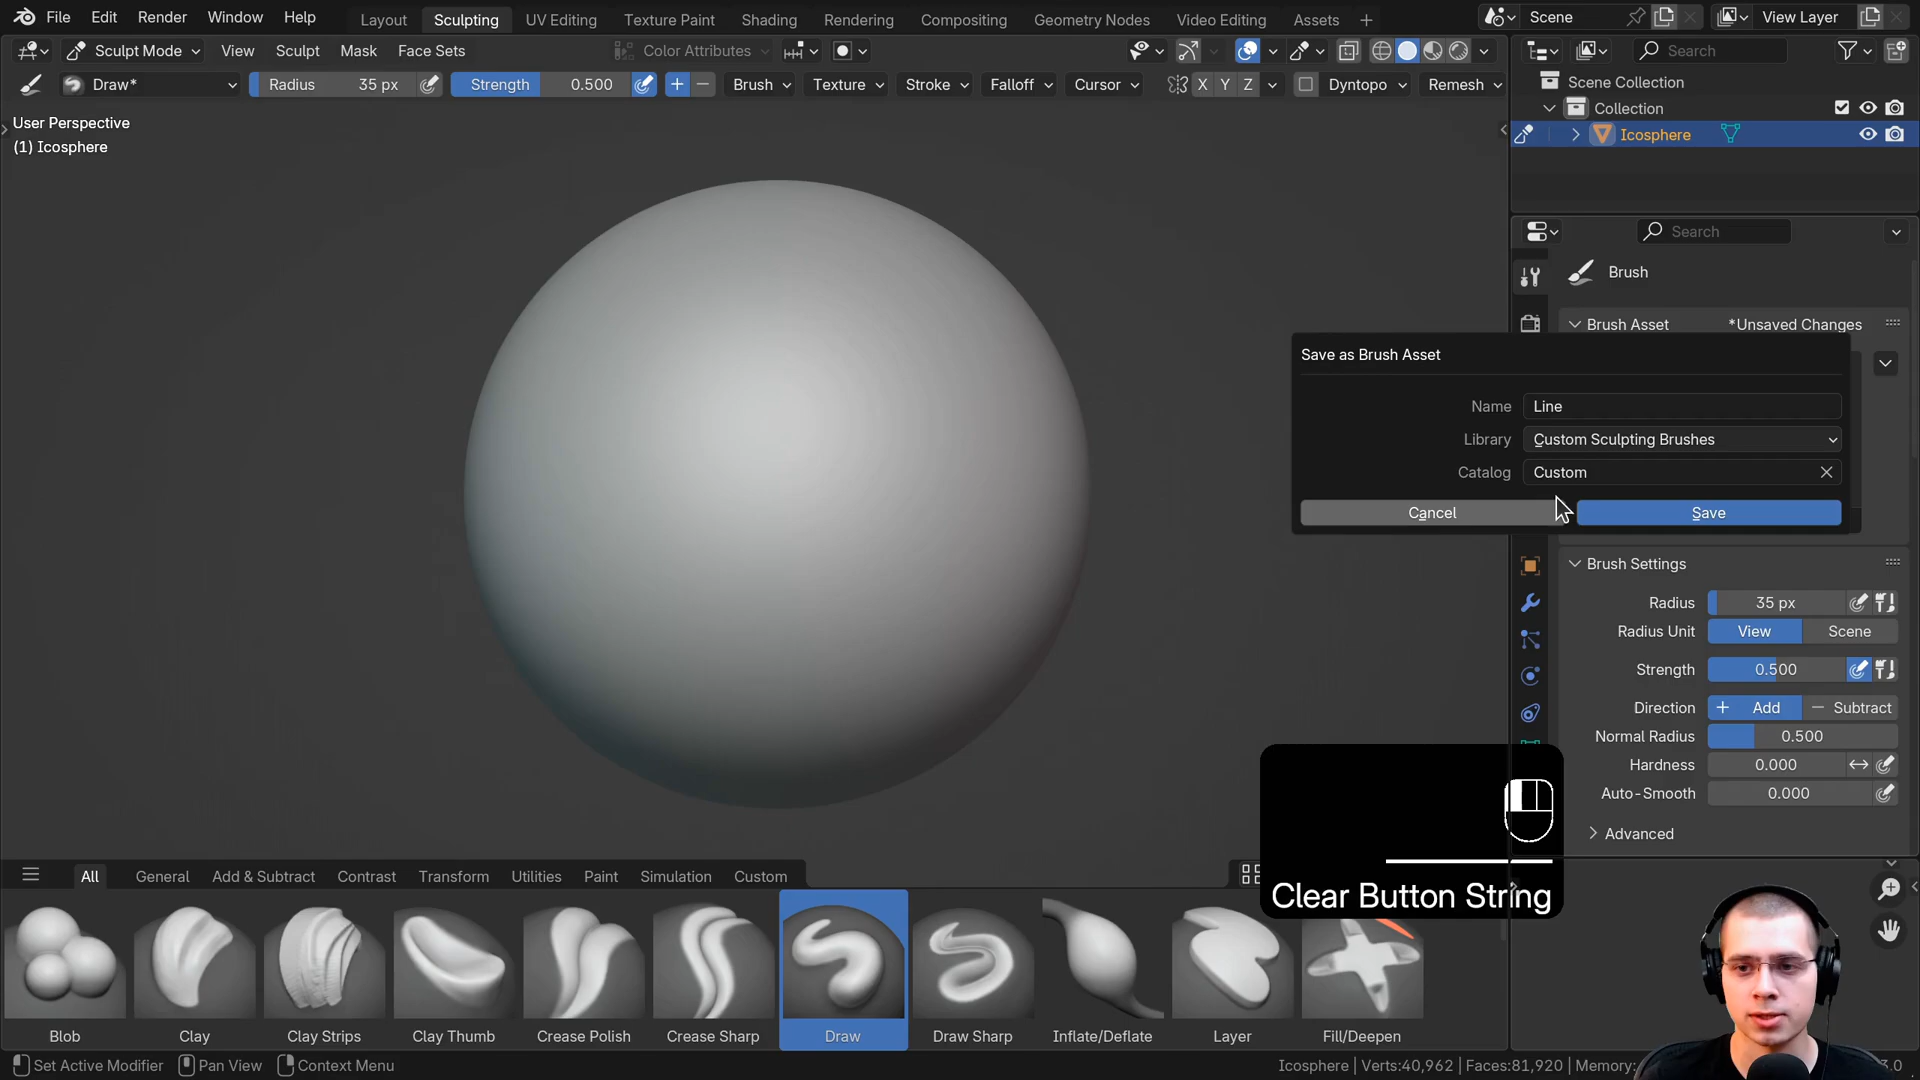 File Edit Render Window Help Layout Sculpting UV Editing Texture Paint Shading Rendering Compositing Geometry Nodes Video Editing Assets + Scene View Layer
Sculpt Mode View Sculpt Mask Face Sets Color Attributes Search
Draw* Radius 35 px Strength 0.500 Brush Texture Stroke Falloff Cursor X Y Z Dyntopo Remesh
Scene Collection
Collection
Icosphere
User Perspective
(1) Icosphere
Search
Brush
Brush Asset *Unsaved Changes
Save as Brush Asset
Name Line
Library Custom Sculpting Brushes
Catalog Custom
Cancel Save
Brush Settings
Radius 35 px
Radius Unit View Scene
Strength 0.500
Direction Add Subtract
Normal Radius 0.500
Hardness 0.000
Auto-Smooth 0.000
Advanced
Clear Button String
All General Add & Subtract Contrast Transform Utilities Paint Simulation Custom
Blob Clay Clay Strips Clay Thumb Crease Polish Crease Sharp Draw Draw Sharp Inflate/Deflate Layer Fill/Deepen
Set Active Modifier Pan View Context Menu Icosphere | Verts:40,962 | Faces:81,920 | Memory: